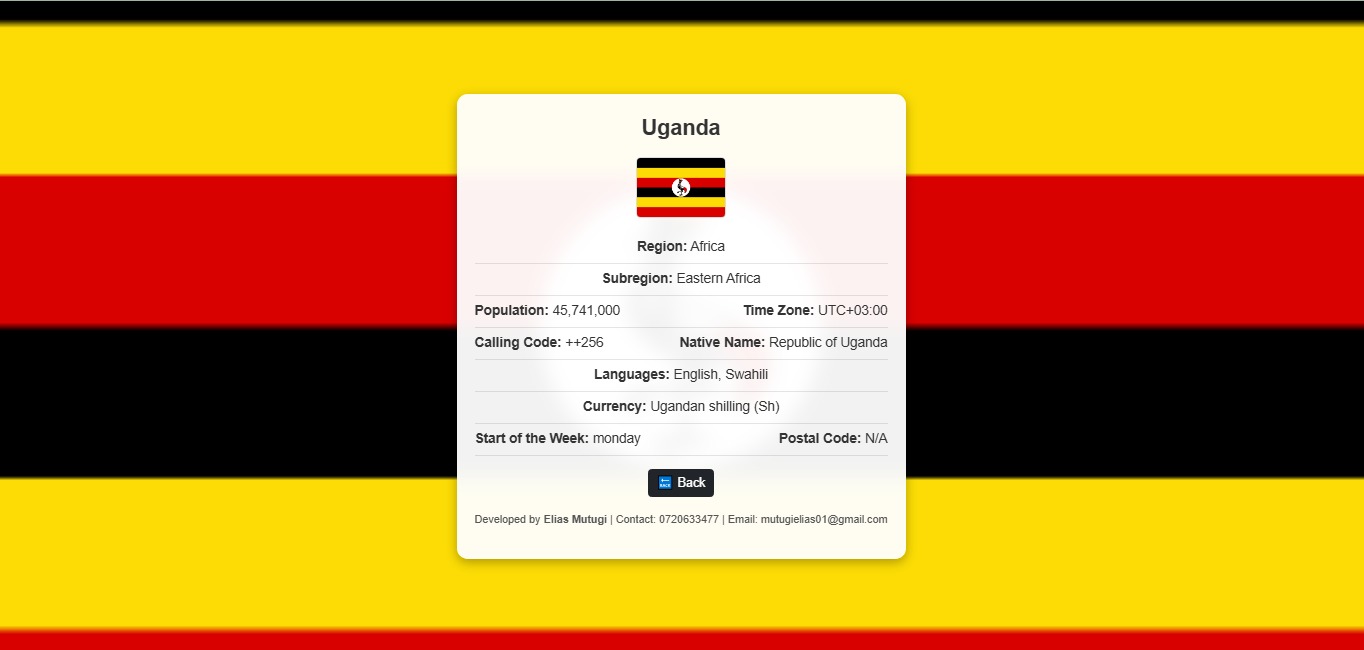 Uganda
Region: Africa
Subregion: Eastern Africa
Population: 45,741,000 Time Zone: UTC+03:00
Calling Code: ++256 Native Name: Republic of Uganda
Languages: English, Swahili
Currency: Ugandan shilling (Sh)
Start of the Week: monday Postal Code: N/A
🔙 Back
Developed by Elias Mutugi | Contact: 0720633477 | Email: mutugielias01@gmail.com